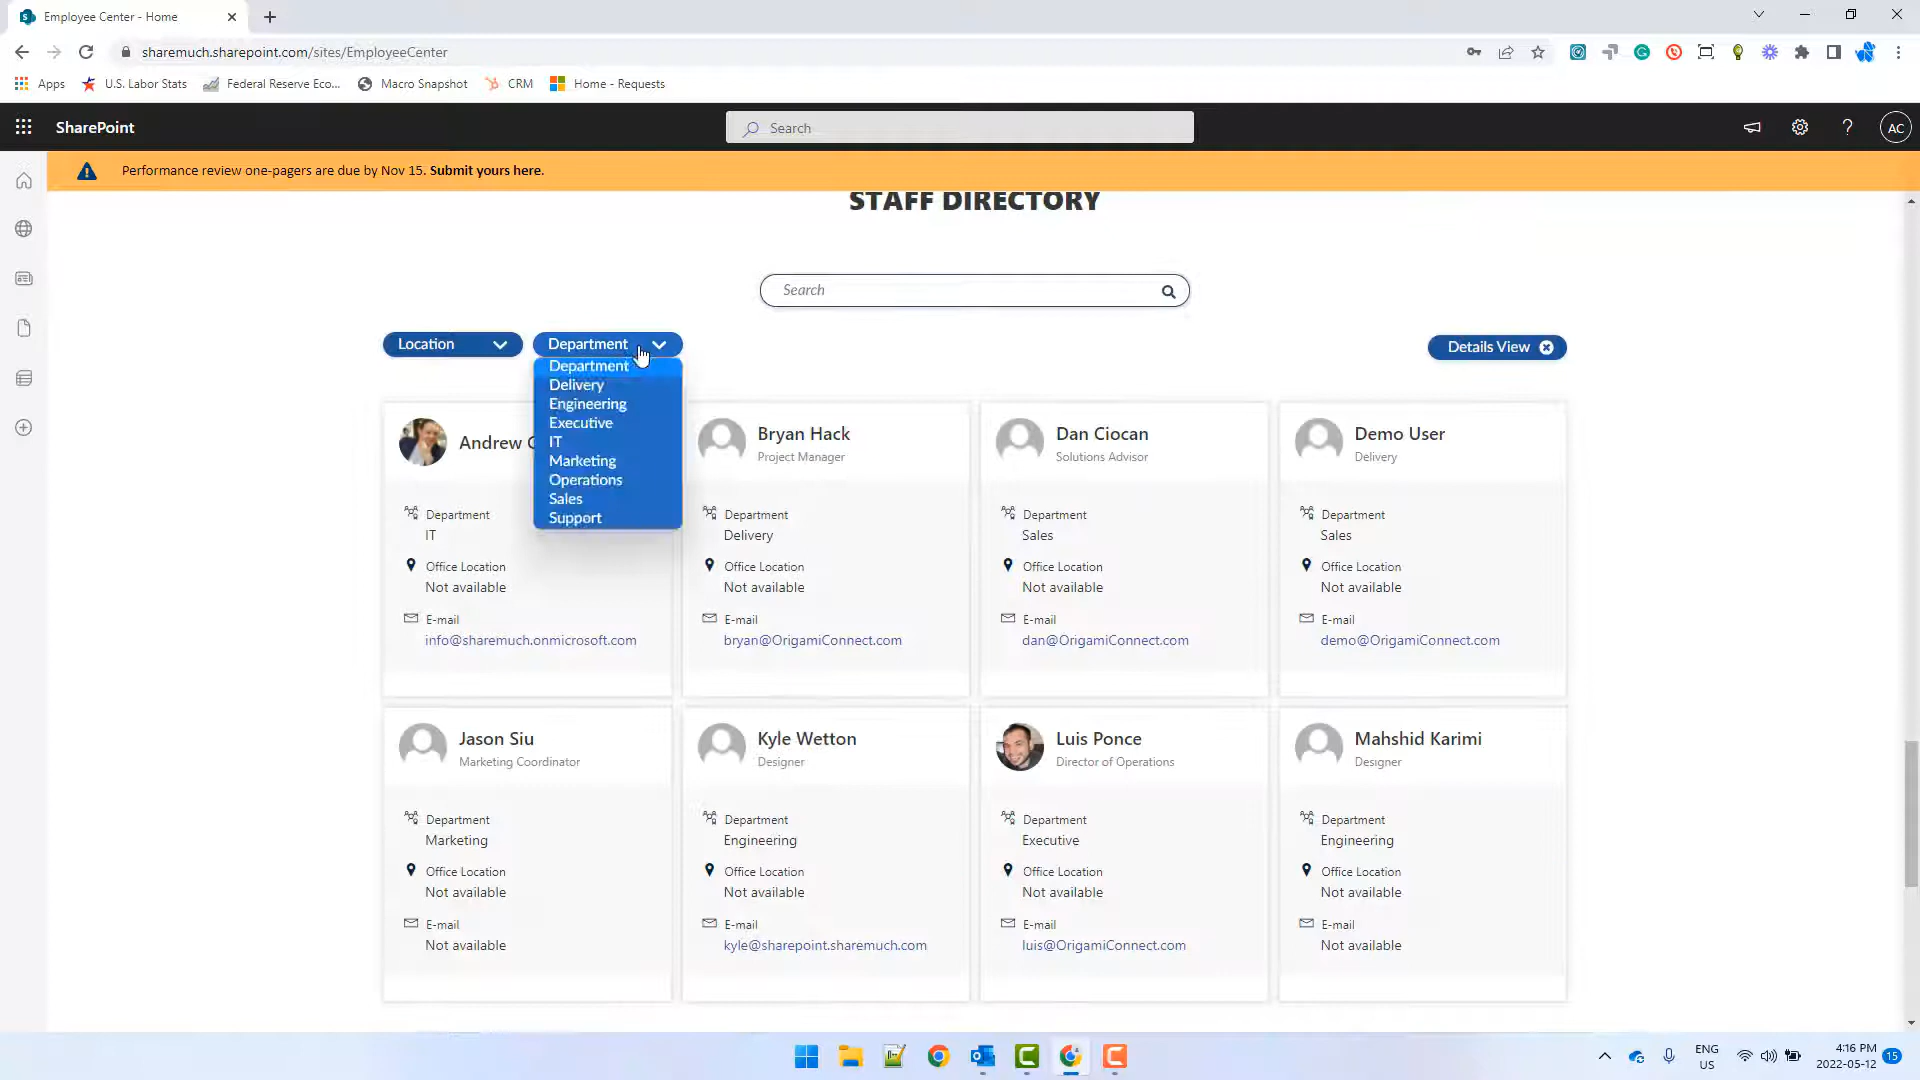 Employee Center - Home
sharemuch.sharepoint.com/sites/EmployeeCenter
Apps U.S. Labor Stats Federal Reserve Eco... Macro Snapshot CRM Home - Requests
SharePoint
Search
AC
Performance review one-pagers are due by Nov 15. Submit yours here.
STAFF DIRECTORY
Search
Location
Department
Details View
Department
Delivery
Engineering
Executive
IT
Marketing
Operations
Sales
Support
Andrew
Department
IT
Office Location
Not available
E-mail
info@sharemuch.onmicrosoft.com
Bryan Hack
Project Manager
Department
Delivery
Office Location
Not available
E-mail
bryan@OrigamiConnect.com
Dan Ciocan
Solutions Advisor
Department
Sales
Office Location
Not available
E-mail
dan@OrigamiConnect.com
Demo User
Delivery
Department
Sales
Office Location
Not available
E-mail
demo@OrigamiConnect.com
Jason Siu
Marketing Coordinator
Department
Marketing
Office Location
Not available
E-mail
Not available
Kyle Wetton
Designer
Department
Engineering
Office Location
Not available
E-mail
kyle@sharepoint.sharemuch.com
Luis Ponce
Director of Operations
Department
Executive
Office Location
Not available
E-mail
luis@OrigamiConnect.com
Mahshid Karimi
Designer
Department
Engineering
Office Location
Not available
E-mail
Not available
ENG
US
4:16 PM
2022-05-12
15